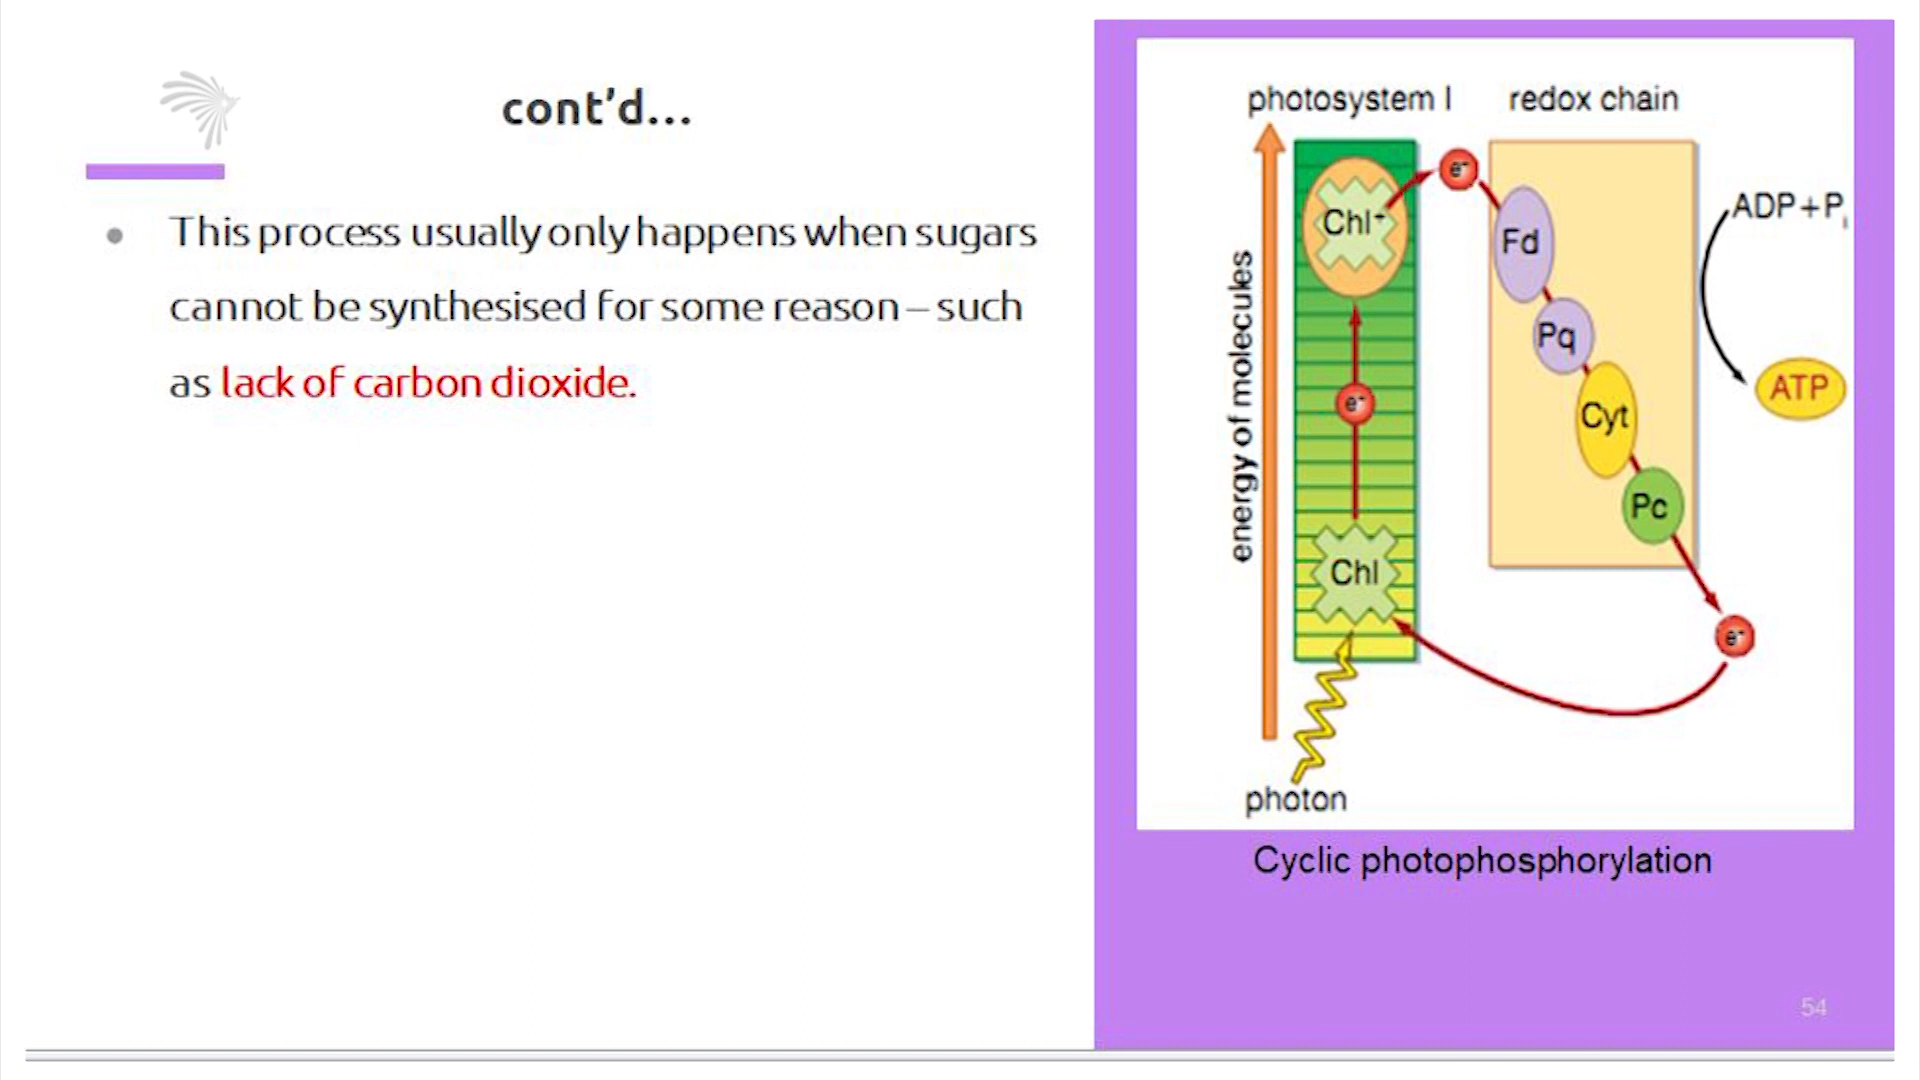 cont'd...
This process usually only happens when sugars
cannot be synthesised for some reason – such
as lack of carbon dioxide.
photosystem I
redox chain
energy of molecules
Chl⁺
e⁻
Fd
ADP+Pᵢ
Pq
ATP
e⁻
Cyt
Pc
Chl
e⁻
photon
Cyclic photophosphorylation
54